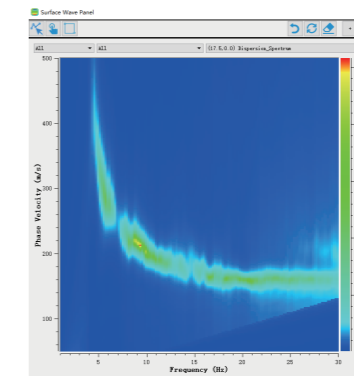 Surface Wave Panel
All All (17.5,0.0) Dispersion_Spectrum
500
400
300
200
100
Phase Velocity (m/s)
5 10 15 20 25 30
Frequency (Hz)